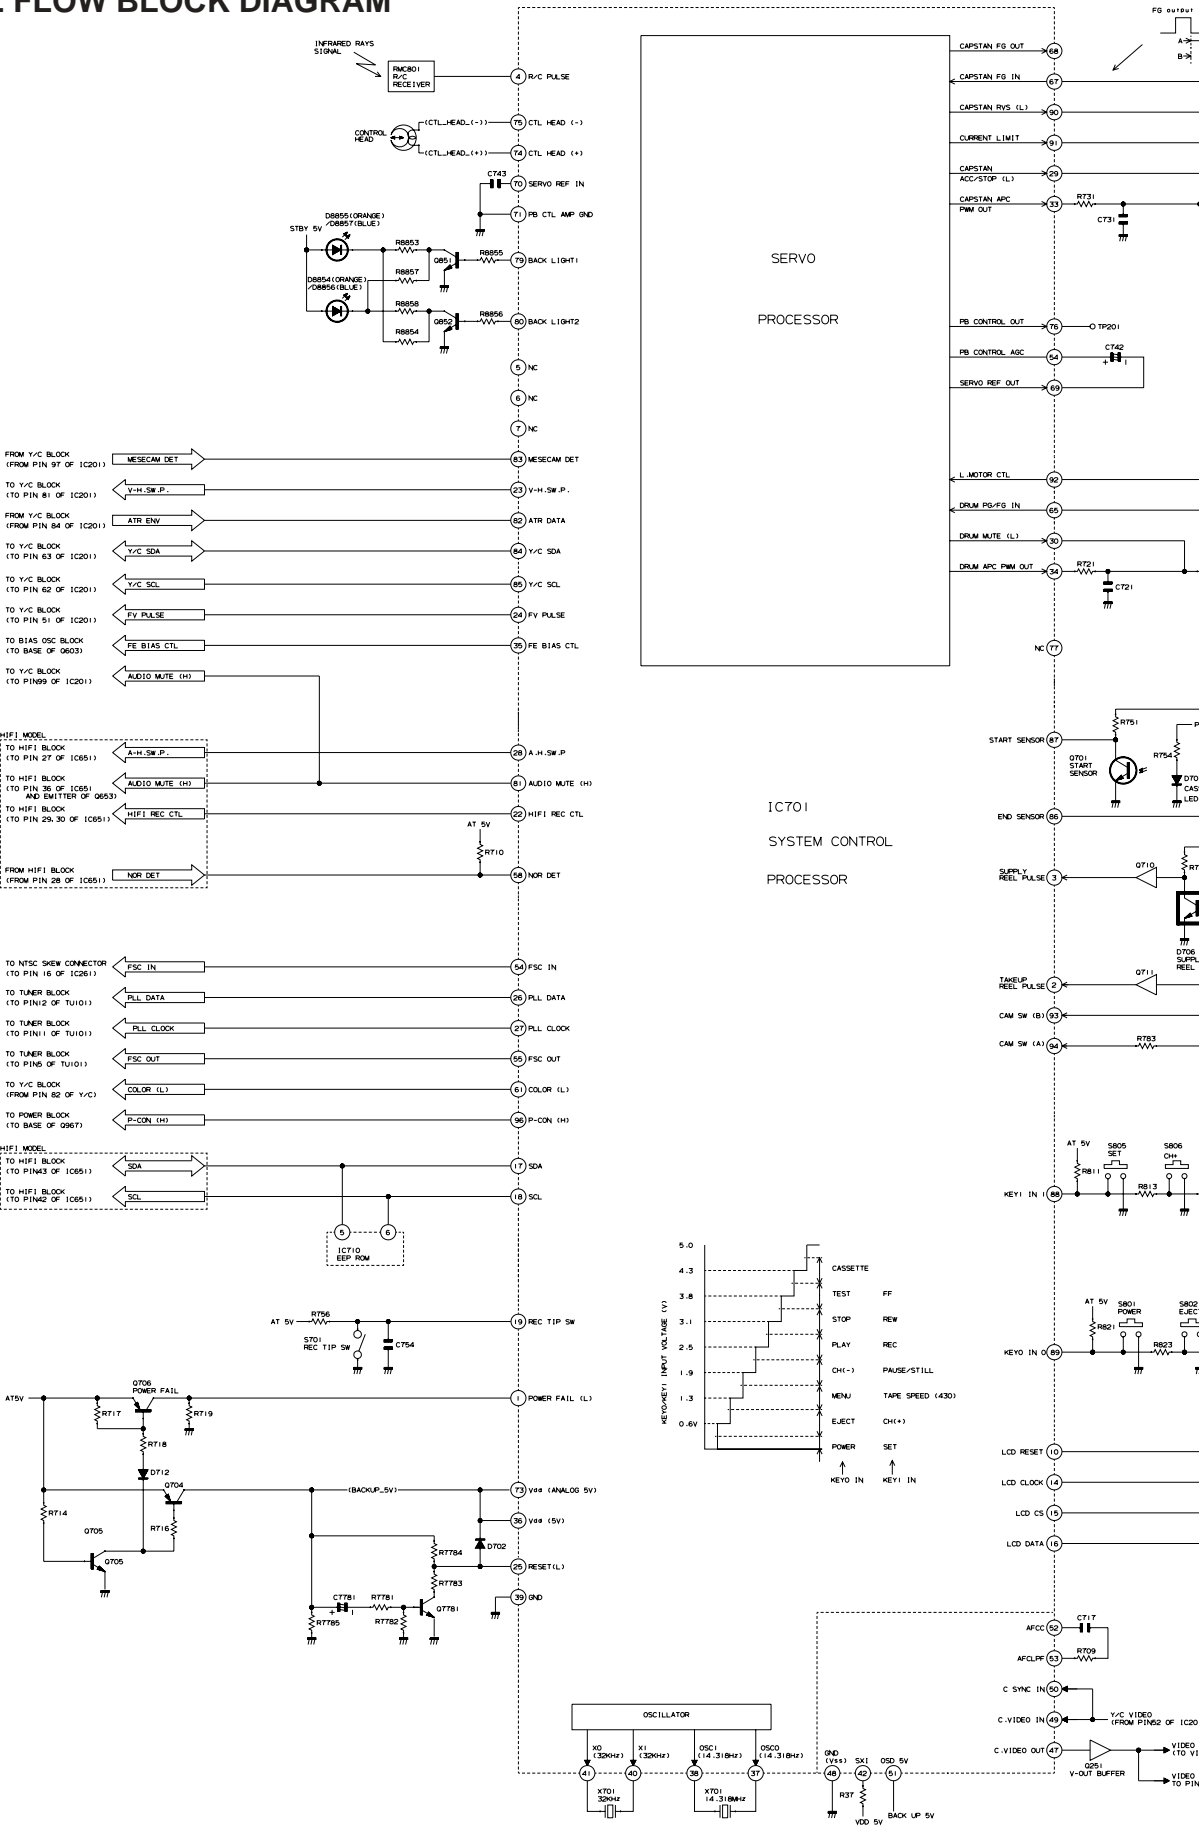 L FLOW BLOCK DIAGRAM
INFRARED RAYS
SIGNAL
RMC801
R/C
RECEIVER
4 R/C PULSE
CONTROL
HEAD
(CTL_HEAD_(-)) 75 CTL HEAD (-)
(CTL_HEAD_(+)) 74 CTL HEAD (+)
C743
70 SERVO REF IN
71 PB CTL AMP GND
STBY 5V
D8855(ORANGE)
/D8857(BLUE)
R8853
Q851
R8855
79 BACK LIGHT1
D8854(ORANGE)
/D8856(BLUE)
R8857
R8858
Q852
R8856
80 BACK LIGHT2
R8854
5 NC
6 NC
7 NC
FROM Y/C BLOCK
(FROM PIN 97 OF IC201)
MESECAM DET
83 MESECAM DET
TO Y/C BLOCK
(TO PIN 81 OF IC201)
V-H.SW.P.
23 V-H.SW.P.
FROM Y/C BLOCK
(FROM PIN 84 OF IC201)
ATR ENV
82 ATR DATA
TO Y/C BLOCK
(TO PIN 63 OF IC201)
Y/C SDA
84 Y/C SDA
TO Y/C BLOCK
(TO PIN 62 OF IC201)
Y/C SCL
85 Y/C SCL
TO Y/C BLOCK
(TO PIN 51 OF IC201)
FV PULSE
24 FV PULSE
TO BIAS OSC BLOCK
(TO BASE OF Q603)
FE BIAS CTL
35 FE BIAS CTL
TO Y/C BLOCK
(TO PIN99 OF IC201)
AUDIO MUTE (H)
HIFI MODEL
TO HIFI BLOCK
(TO PIN 27 OF IC651)
A-H.SW.P.
28 A.H.SW.P
TO HIFI BLOCK
(TO PIN 36 OF IC651
AND EMITTER OF Q653)
AUDIO MUTE (H)
81 AUDIO MUTE (H)
TO HIFI BLOCK
(TO PIN 29.30 OF IC651)
HIFI REC CTL
22 HIFI REC CTL
AT 5V
R710
FROM HIFI BLOCK
(FROM PIN 28 OF IC651)
NOR DET
58 NOR DET
TO NTSC SKEW CONNECTOR
(TO PIN 16 OF IC261)
FSC IN
54 FSC IN
TO TUNER BLOCK
(TO PIN12 OF TU101)
PLL DATA
26 PLL DATA
TO TUNER BLOCK
(TO PIN11 OF TU101)
PLL CLOCK
27 PLL CLOCK
TO TUNER BLOCK
(TO PIN5 OF TU101)
FSC OUT
55 FSC OUT
TO Y/C BLOCK
(FROM PIN 82 OF Y/C)
COLOR (L)
61 COLOR (L)
TO POWER BLOCK
(TO BASE OF Q967)
P-CON (H)
96 P-CON (H)
HIFI MODEL
TO HIFI BLOCK
(TO PIN43 OF IC651)
SDA
17 SDA
TO HIFI BLOCK
(TO PIN42 OF IC651)
SCL
18 SCL
5 6
IC710
EEP ROM
AT 5V
R756
S701
REC TIP SW
C754
19 REC TIP SW
AT5V
Q706
POWER FAIL
R717
R719
1 POWER FAIL (L)
R718
D712
Q704
(BACKUP_5V)
73 Vdd (ANALOG 5V)
R714
R716
36 Vdd (5V)
Q705
Q705
D702
R7784
25 RESET(L)
R7783
C7781
+ 1
R7781
Q7781
R7785
R7782
39 GND
SERVO
PROCESSOR
IC701
SYSTEM CONTROL
PROCESSOR
KEY0/KEY1 INPUT VOLTAGE (V)
5.0
4.3
3.8
3.1
2.5
1.9
1.3
0.6V
CASSETTE
TEST FF
STOP REW
PLAY REC
CH(-) PAUSE/STILL
MENU TAPE SPEED (430)
EJECT CH(+)
POWER SET
KEY0 IN KEY1 IN
OSCILLATOR
X0
(32KHz)
X1
(32KHz)
OSC1
(14.318Hz)
OSC0
(14.318Hz)
41 40 38 37
X701
32KHz
X701
14.318MHz
GND
(Vss)
SX1
OSD 5V
48 42 51
R37
VDD 5V
BACK UP 5V
FG output
A
B
CAPSTAN FG OUT 68
CAPSTAN FG IN 67
CAPSTAN RVS (L) 90
CURRENT LIMIT 91
CAPSTAN
ACC/STOP (L) 29
CAPSTAN APC
PWM OUT 33
R731
C731
PB CONTROL OUT 76 TP201
PB CONTROL AGC 54
C742
+ 1
SERVO REF OUT 69
L.MOTOR CTL 92
DRUM PG/FG IN 65
DRUM MUTE (L) 30
DRUM APC PWM OUT 34
R721
C721
NC 77
START SENSOR 87
R751
Q701
START
SENSOR
R754
LED
END SENSOR 86
SUPPLY
REEL PULSE 3
Q710
D706
REEL
TAKEUP
REEL PULSE 2
Q711
CAM SW (B) 93
CAM SW (A) 94
R783
AT 5V
S805
SET
S806
CH+
R811
R813
KEY1 IN 1 88
AT 5V
S801
POWER
S802
EJECT
R821
R823
KEY0 IN 0 89
LCD RESET 10
LCD CLOCK 14
LCD CS 15
LCD DATA 16
AFCC 52
C717
AFCLPF 53
R709
C SYNC IN 50
C.VIDEO IN 49
Y/C VIDEO
(FROM PIN52 OF IC20
C.VIDEO OUT 47
Q251
V-OUT BUFFER
VIDEO
(TO VI
VIDEO
TO PIN